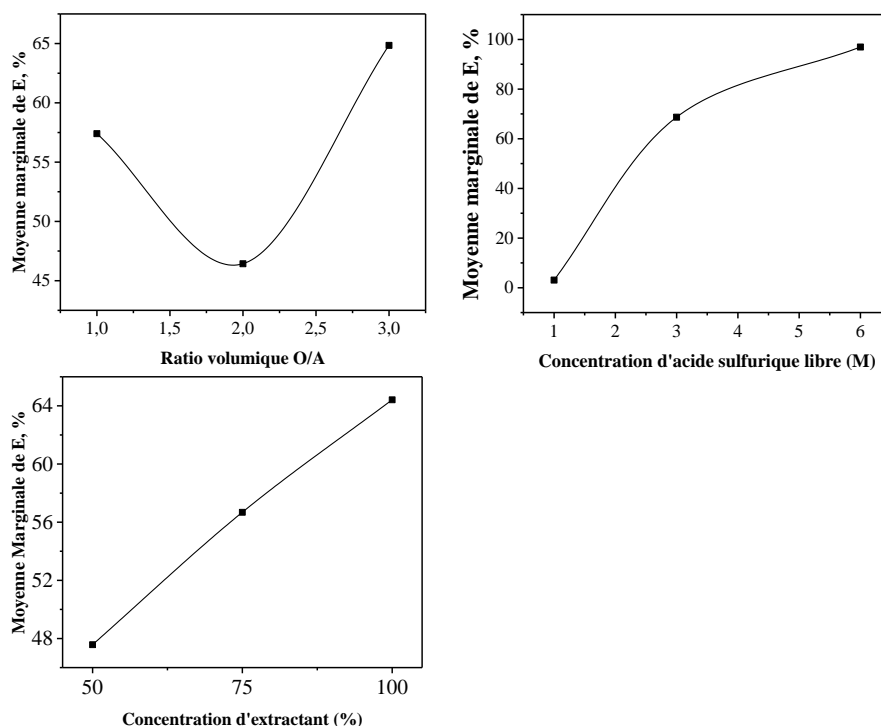 Moyenne marginale de E, %
65
60
55
50
45
1,0 1,5 2,0 2,5 3,0
Ratio volumique O/A
Moyenne marginale de E, %
100
80
60
40
20
0
1 2 3 4 5 6
Concentration d'acide sulfurique libre (M)
Moyenne Marginale de E, %
64
60
56
52
48
50 75 100
Concentration d'extractant (%)